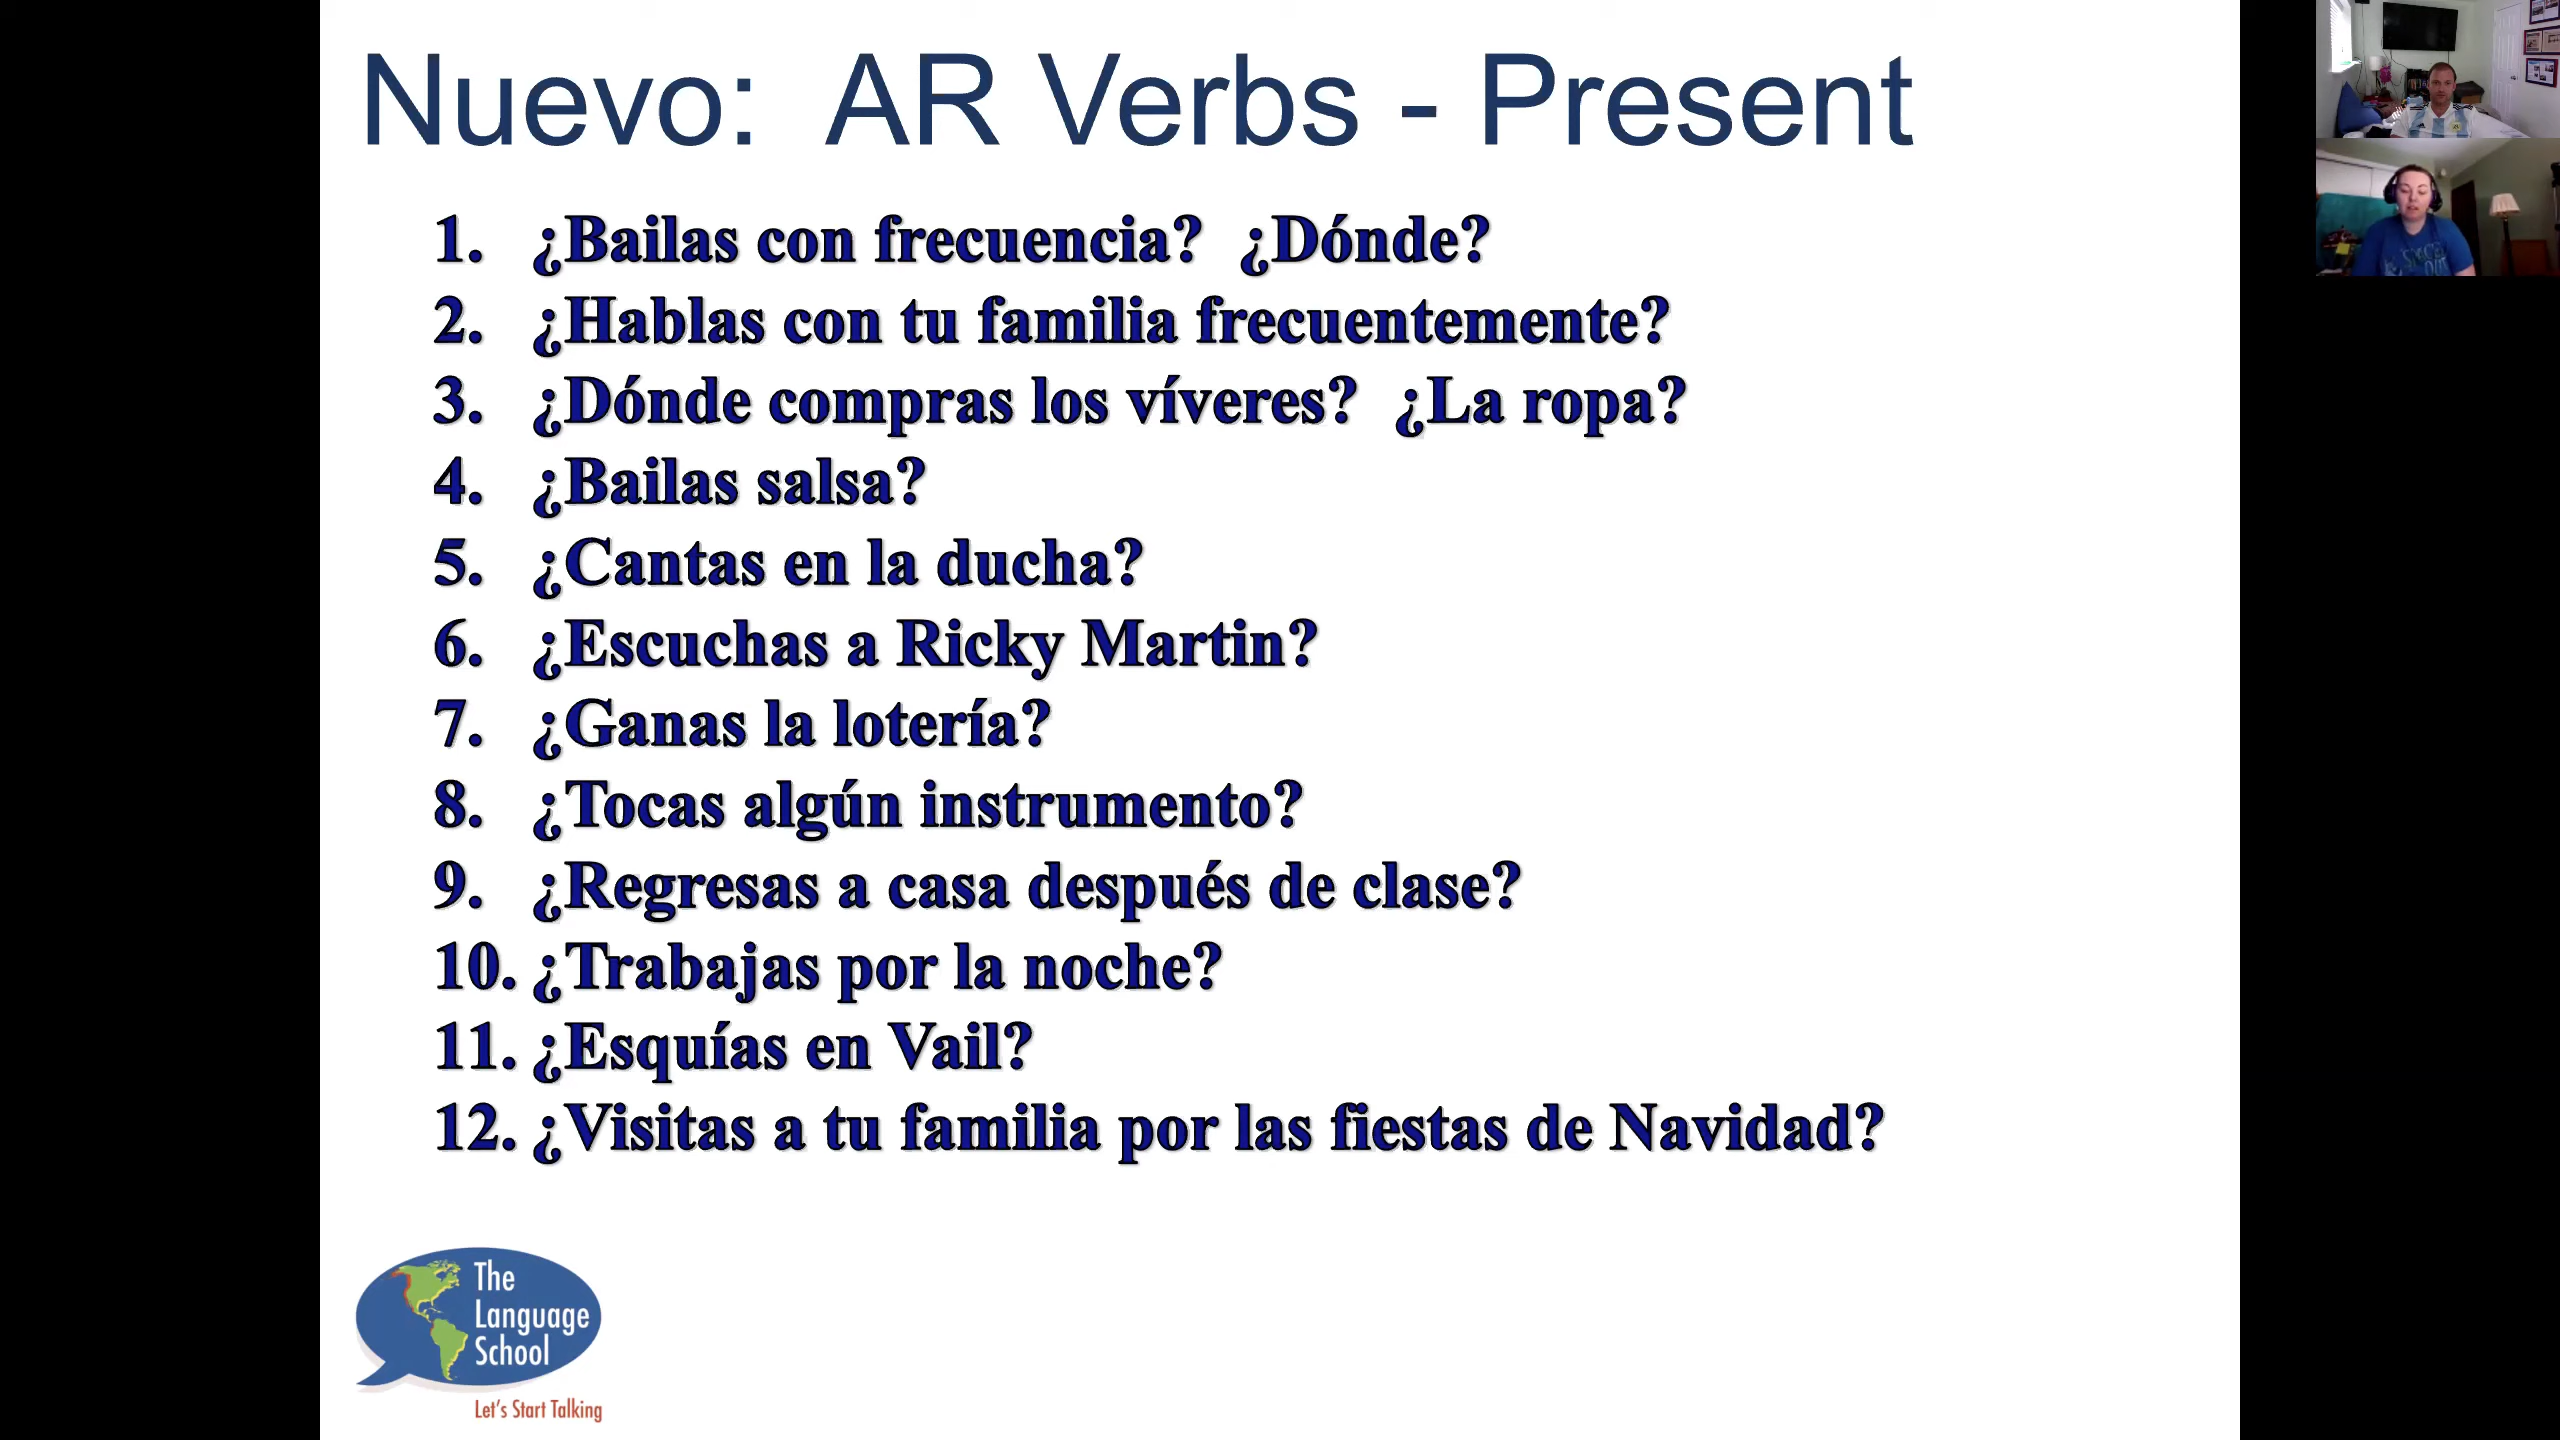 Nuevo:  AR Verbs - Present
1. ¿Bailas con frecuencia?  ¿Dónde?
2. ¿Hablas con tu familia frecuentemente?
3. ¿Dónde compras los víveres?  ¿La ropa?
4. ¿Bailas salsa?
5. ¿Cantas en la ducha?
6. ¿Escuchas a Ricky Martin?
7. ¿Ganas la lotería?
8. ¿Tocas algún instrumento?
9. ¿Regresas a casa después de clase?
10. ¿Trabajas por la noche?
11. ¿Esquías en Vail?
12. ¿Visitas a tu familia por las fiestas de Navidad?
The
Language
School
Let's Start Talking